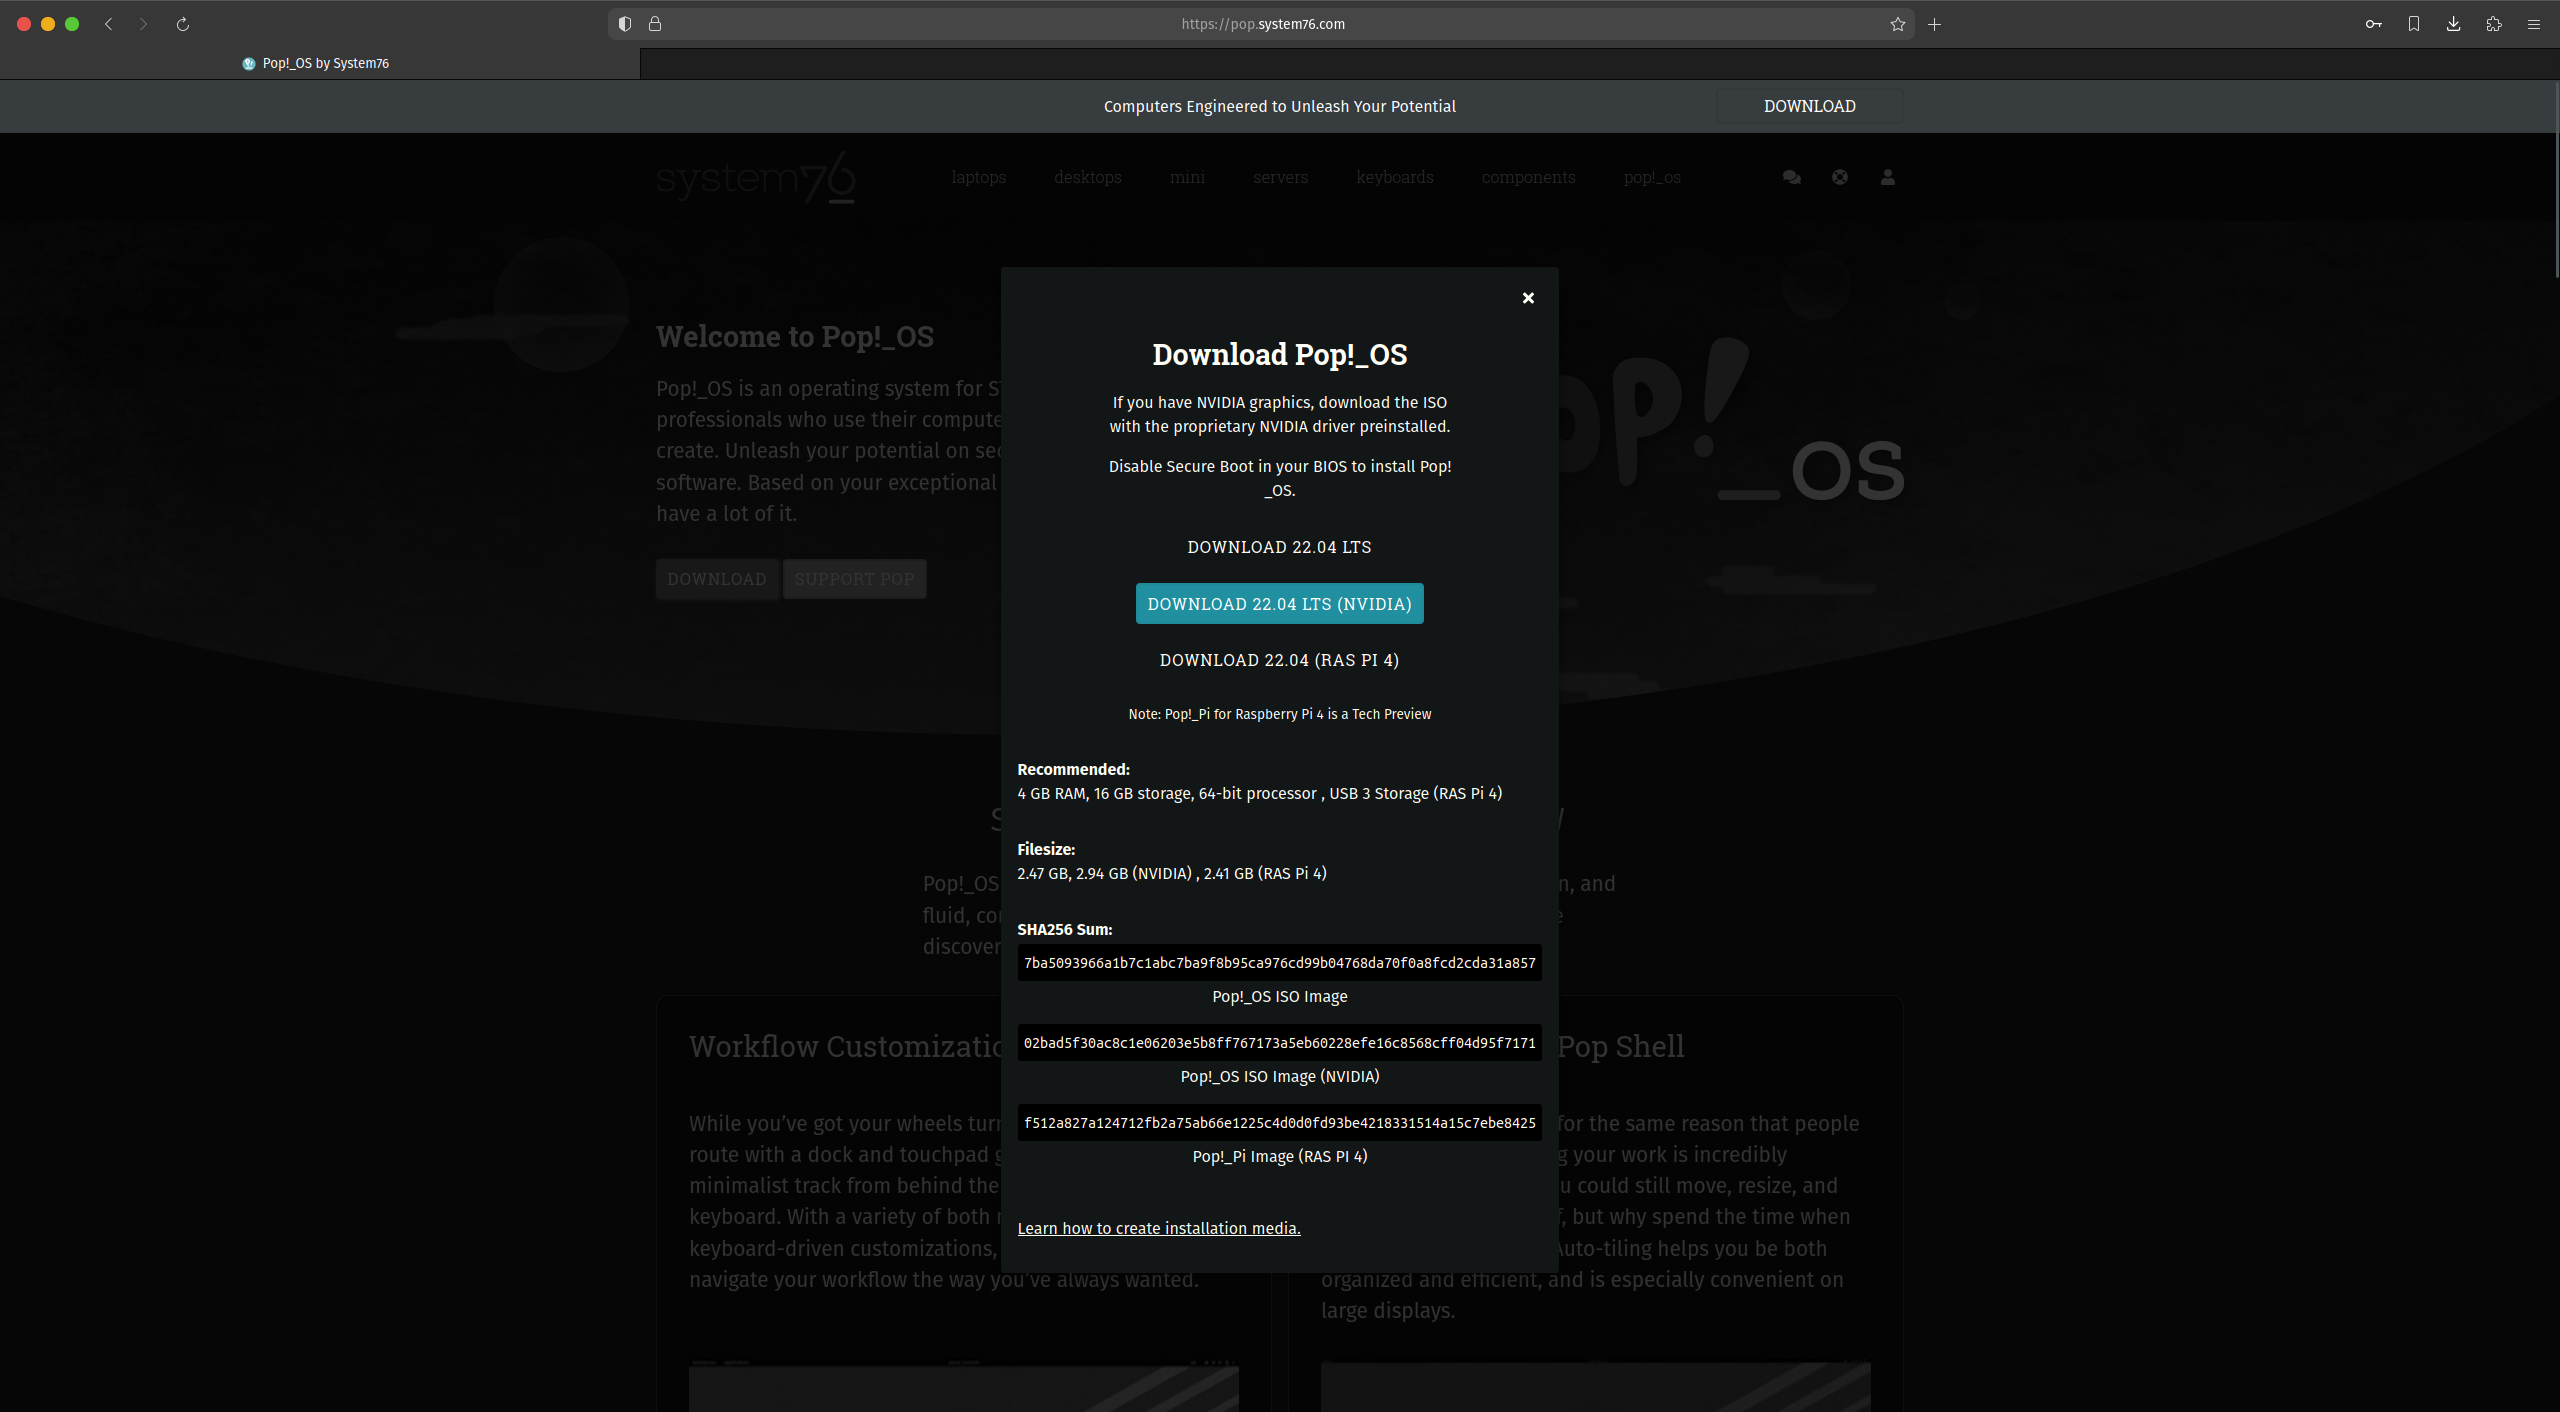 https://pop.system76.com
Pop!_OS by System76
Computers Engineered to Unleash Your Potential
DOWNLOAD
system76
laptops
desktops
mini
servers
keyboards
components
pop!_os
Welcome to Pop!_OS
Pop!_OS is an operating system for
professionals who use their
create. Unleash your potential on
software. Based on your exceptional
have a lot of it.
DOWNLOAD
SUPPORT POP
op!_OS
Download Pop!_OS
If you have NVIDIA graphics, download the ISO
with the proprietary NVIDIA driver preinstalled.
Disable Secure Boot in your BIOS to install Pop!
_OS.
DOWNLOAD 22.04 LTS
DOWNLOAD 22.04 LTS (NVIDIA)
DOWNLOAD 22.04 (RAS PI 4)
Note: Pop!_Pi for Raspberry Pi 4 is a Tech Preview
Recommended:
4 GB RAM, 16 GB storage, 64-bit processor , USB 3 Storage (RAS Pi 4)
Filesize:
2.47 GB, 2.94 GB (NVIDIA) , 2.41 GB (RAS Pi 4)
SHA256 Sum:
7ba5093966a1b7c1abc7ba9f8b95ca976cd99b04768da70f0a8fcd2cda31a857
Pop!_OS ISO Image
02bad5f30ac8c1e06203e5b8ff767173a5eb60228efe16c8568cff04d95f7171
Pop!_OS ISO Image (NVIDIA)
f512a827a124712fb2a75ab66e1225c4d0d0fd93be4218331514a15c7ebe8425
Pop!_Pi Image (RAS PI 4)
Learn how to create installation media.
Pop!_OS
n, and
fluid,
Workflow Customizatio
While you've got your wheels
route with a dock and touchpad
minimalist track from behind the
keyboard. With a variety of both
keyboard-driven customizations,
navigate your workflow the way you've always wanted.
Pop Shell
for the same reason that people
your work is incredibly
could still move, resize, and
but why spend the time when
Auto-tiling helps you be both
organized and efficient, and is especially convenient on
large displays.